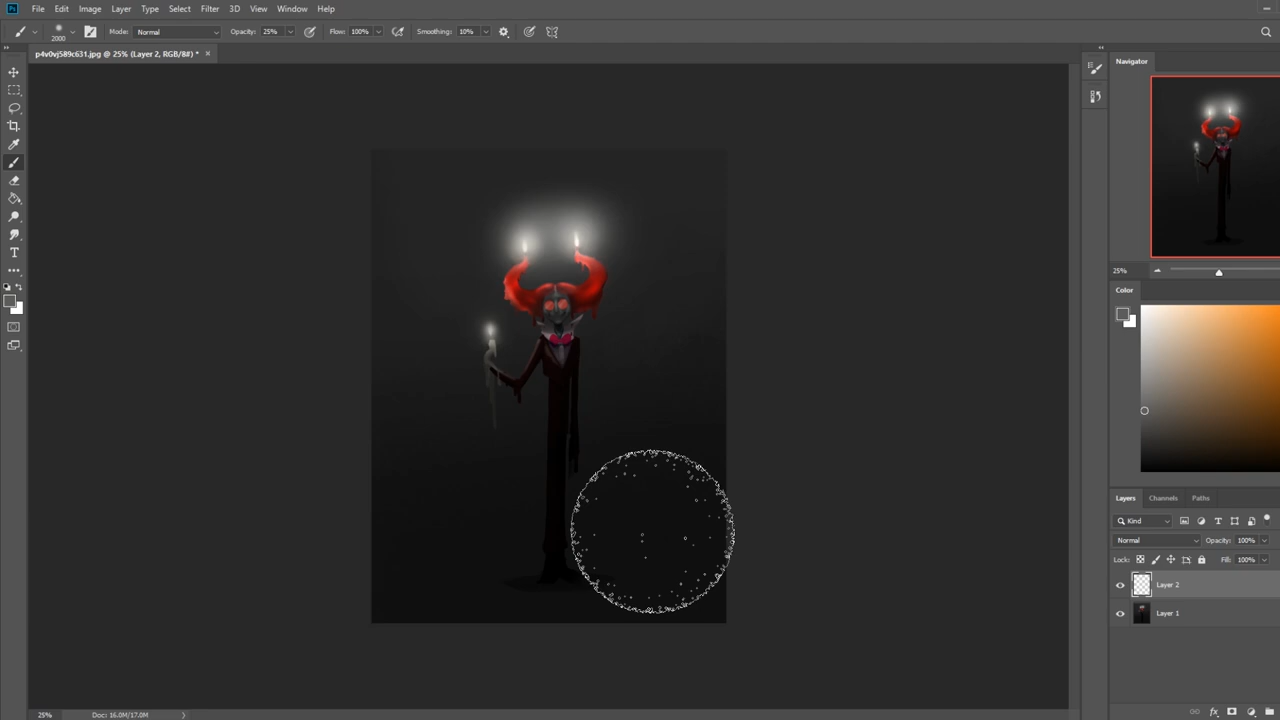 Ps File Edit Image Layer Type Select Filter 3D View Window Help
2000 Mode: Normal Opacity: 25% Flow: 100% Smoothing: 10%
p4v0vj589c631.jpg @ 25% (Layer 2, RGB/8#) *
Navigator
25%
Color
Layers Channels Paths
Kind
Normal Opacity: 100%
Lock: Fill: 100%
Layer 2
Layer 1
25% Doc: 16.0M/17.0M